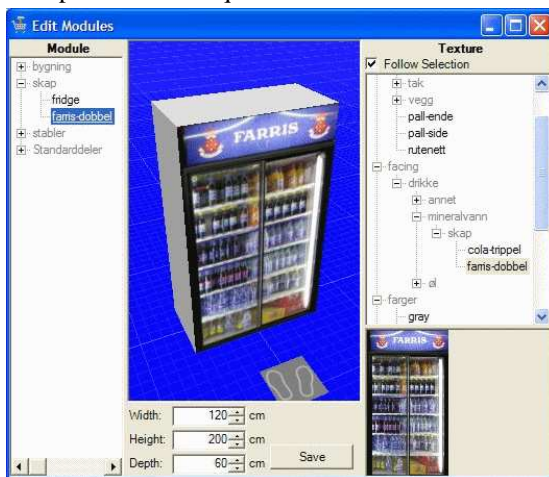 Edit Modules
Module
bygning
skap
fridge
farris-dobbel
stabler
Standarddeler
FARRIS
Width: 120 cm
Height: 200 cm
Depth: 60 cm
Save
Texture
Follow Selection
tak
vegg
pall-ende
pall-side
rutenett
facing
drikke
annet
mineralvann
skap
cola-trippel
farris-dobbel
øl
farger
gray
FARRIS